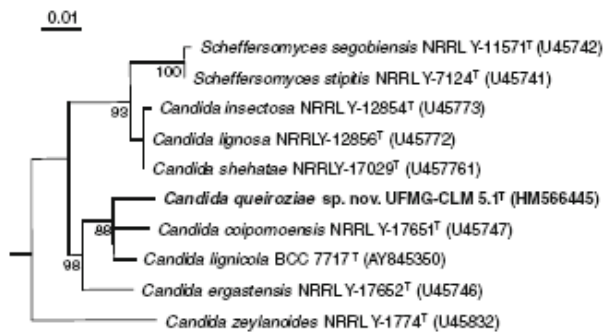 0.01
Scheffersomyces segobiensis NRRL Y-11571ᵀ (U45742)
100
Scheffersomyces stipitis NRRL Y-7124ᵀ (U45741)
93
Candida insectosa NRRL Y-12854ᵀ (U45773)
Candida lignosa NRRLY-12856ᵀ (U45772)
Candida shehatae NRRLY-17029ᵀ (U457761)
Candida queiroziae sp. nov. UFMG-CLM 5.1ᵀ (HM566445)
88
Candida coipomoensis NRRL Y-17651ᵀ (U45747)
Candida lignicola BCC 7717ᵀ (AY845350)
98
Candida ergastensis NRRL Y-17652ᵀ (U45746)
Candida zeylanoides NRRL Y-1774ᵀ (U45832)